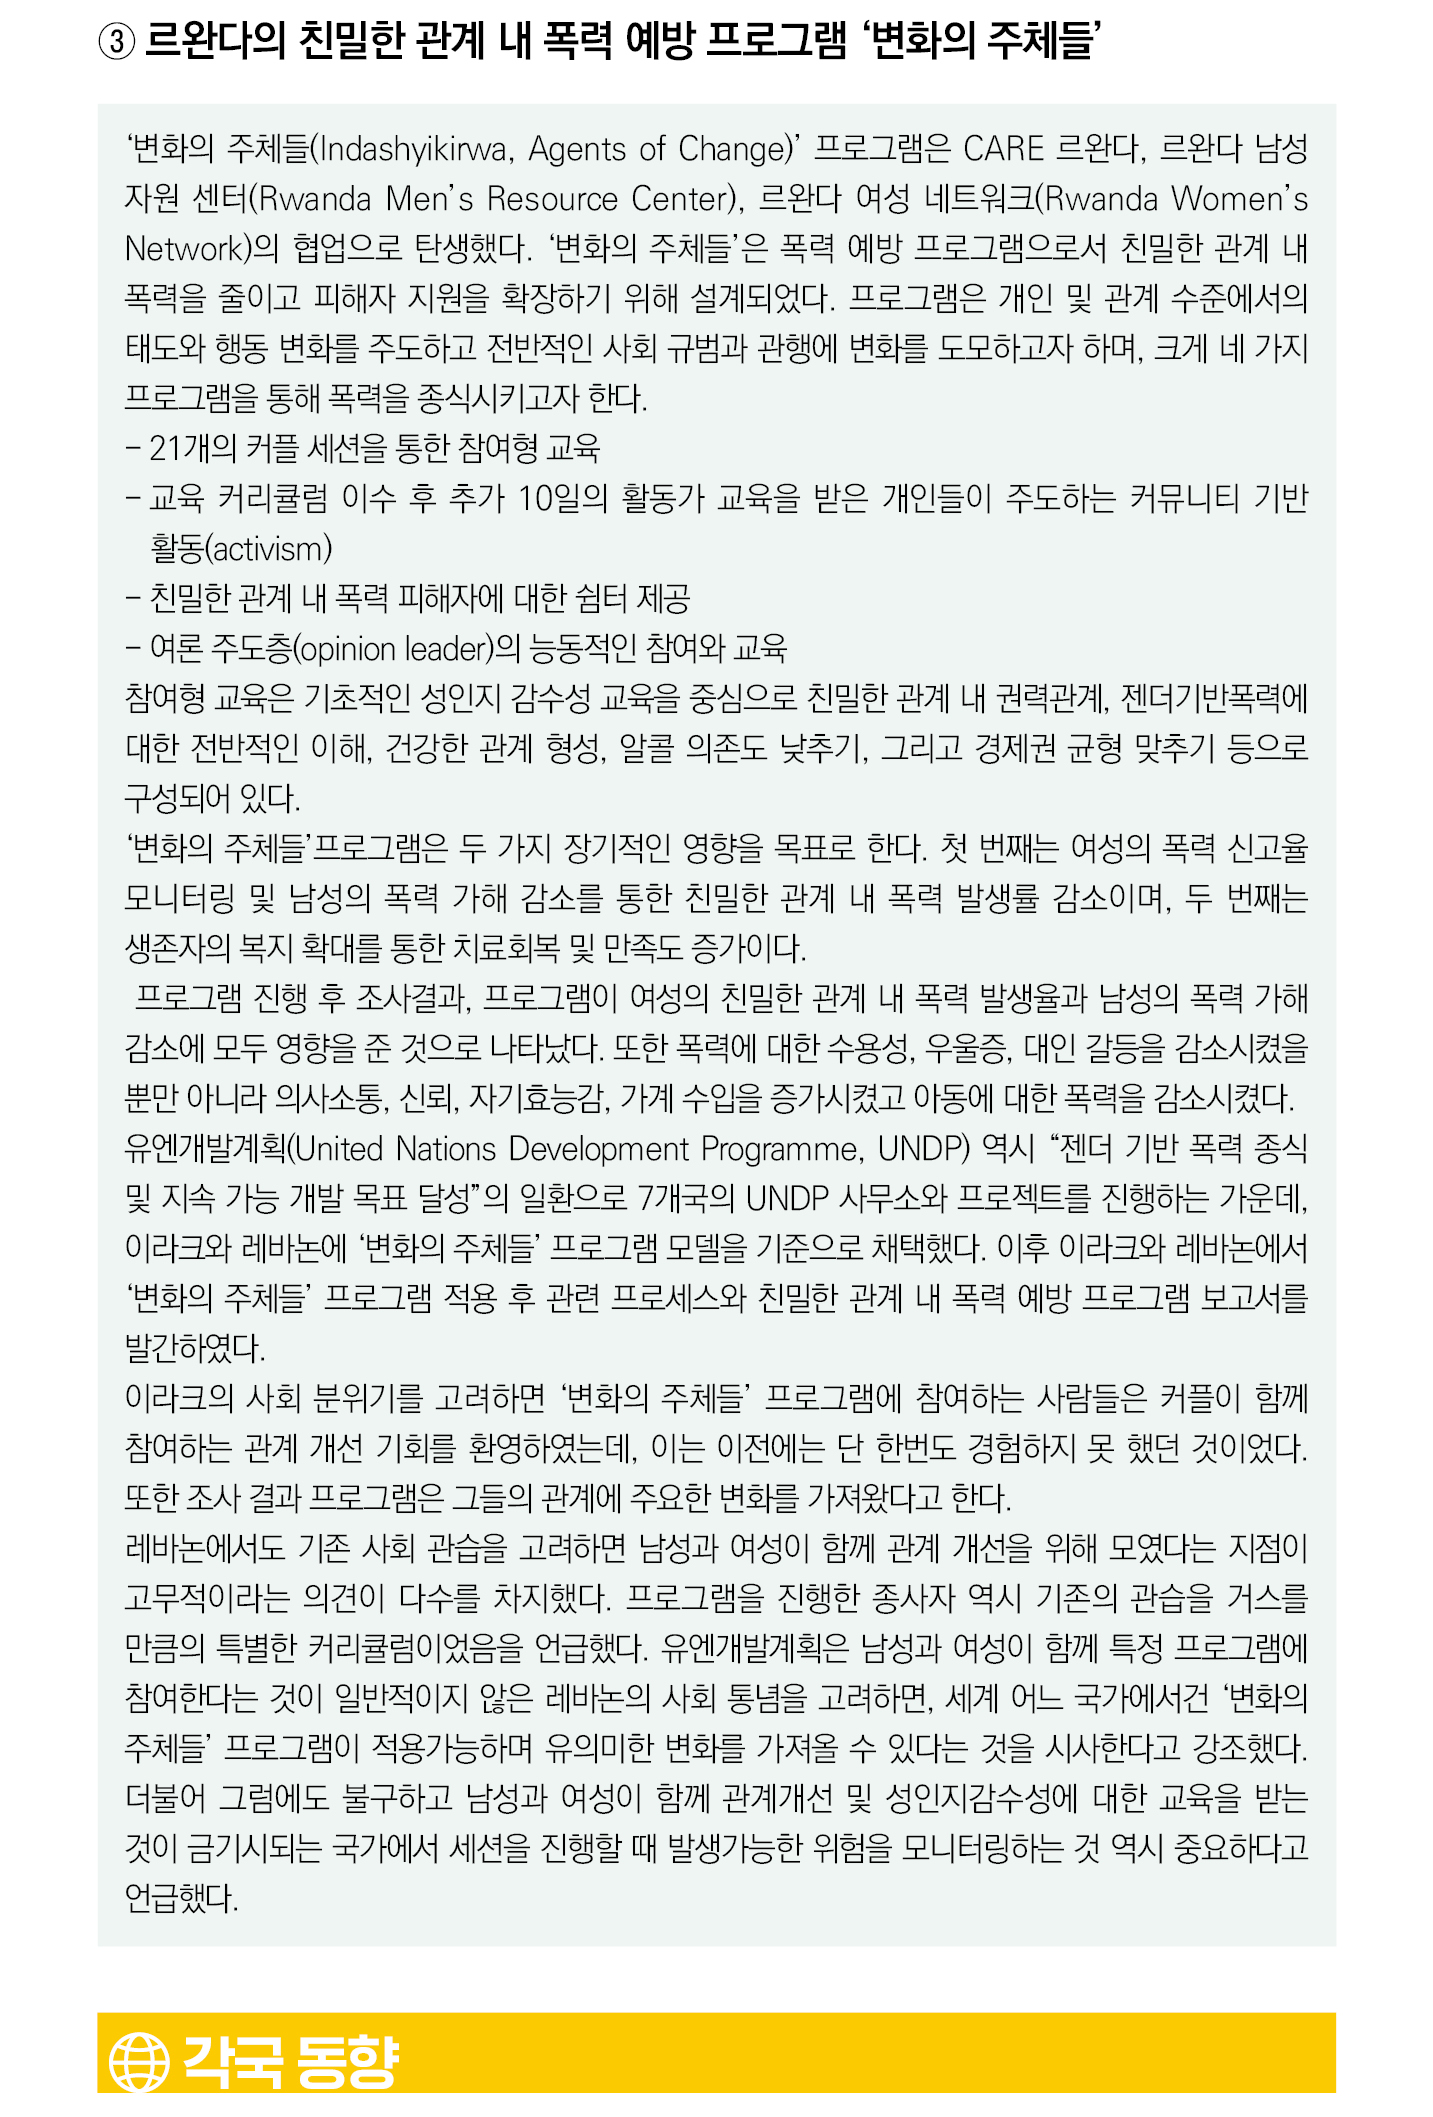 ③ 르완다의 친밀한 관계 내 폭력 예방 프로그램 ‘변화의 주체들’
‘변화의 주체들(Indashyikirwa, Agents of Change)’ 프로그램은 CARE 르완다, 르완다 남성
자원 센터(Rwanda Men’s Resource Center), 르완다 여성 네트워크(Rwanda Women’s
Network)의 협업으로 탄생했다. ‘변화의 주체들’은 폭력 예방 프로그램으로서 친밀한 관계 내
폭력을 줄이고 피해자 지원을 확장하기 위해 설계되었다. 프로그램은 개인 및 관계 수준에서의
태도와 행동 변화를 주도하고 전반적인 사회 규범과 관행에 변화를 도모하고자 하며, 크게 네 가지
프로그램을 통해 폭력을 종식시키고자 한다.
- 21개의 커플 세션을 통한 참여형 교육
- 교육 커리큘럼 이수 후 추가 10일의 활동가 교육을 받은 개인들이 주도하는 커뮤니티 기반
활동(activism)
- 친밀한 관계 내 폭력 피해자에 대한 쉼터 제공
- 여론 주도층(opinion leader)의 능동적인 참여와 교육
참여형 교육은 기초적인 성인지 감수성 교육을 중심으로 친밀한 관계 내 권력관계, 젠더기반폭력에
대한 전반적인 이해, 건강한 관계 형성, 알콜 의존도 낮추기, 그리고 경제권 균형 맞추기 등으로
구성되어 있다.
‘변화의 주체들’프로그램은 두 가지 장기적인 영향을 목표로 한다. 첫 번째는 여성의 폭력 신고율
모니터링 및 남성의 폭력 가해 감소를 통한 친밀한 관계 내 폭력 발생률 감소이며, 두 번째는
생존자의 복지 확대를 통한 치료회복 및 만족도 증가이다.
프로그램 진행 후 조사결과, 프로그램이 여성의 친밀한 관계 내 폭력 발생율과 남성의 폭력 가해
감소에 모두 영향을 준 것으로 나타났다. 또한 폭력에 대한 수용성, 우울증, 대인 갈등을 감소시켰을
뿐만 아니라 의사소통, 신뢰, 자기효능감, 가계 수입을 증가시켰고 아동에 대한 폭력을 감소시켰다.
유엔개발계획(United Nations Development Programme, UNDP) 역시 “젠더 기반 폭력 종식
및 지속 가능 개발 목표 달성”의 일환으로 7개국의 UNDP 사무소와 프로젝트를 진행하는 가운데,
이라크와 레바논에 ‘변화의 주체들’ 프로그램 모델을 기준으로 채택했다. 이후 이라크와 레바논에서
‘변화의 주체들’ 프로그램 적용 후 관련 프로세스와 친밀한 관계 내 폭력 예방 프로그램 보고서를
발간하였다.
이라크의 사회 분위기를 고려하면 ‘변화의 주체들’ 프로그램에 참여하는 사람들은 커플이 함께
참여하는 관계 개선 기회를 환영하였는데, 이는 이전에는 단 한번도 경험하지 못 했던 것이었다.
또한 조사 결과 프로그램은 그들의 관계에 주요한 변화를 가져왔다고 한다.
레바논에서도 기존 사회 관습을 고려하면 남성과 여성이 함께 관계 개선을 위해 모였다는 지점이
고무적이라는 의견이 다수를 차지했다. 프로그램을 진행한 종사자 역시 기존의 관습을 거스를
만큼의 특별한 커리큘럼이었음을 언급했다. 유엔개발계획은 남성과 여성이 함께 특정 프로그램에
참여한다는 것이 일반적이지 않은 레바논의 사회 통념을 고려하면, 세계 어느 국가에서건 ‘변화의
주체들’ 프로그램이 적용가능하며 유의미한 변화를 가져올 수 있다는 것을 시사한다고 강조했다.
더불어 그럼에도 불구하고 남성과 여성이 함께 관계개선 및 성인지감수성에 대한 교육을 받는
것이 금기시되는 국가에서 세션을 진행할 때 발생가능한 위험을 모니터링하는 것 역시 중요하다고
언급했다.
각국 동향